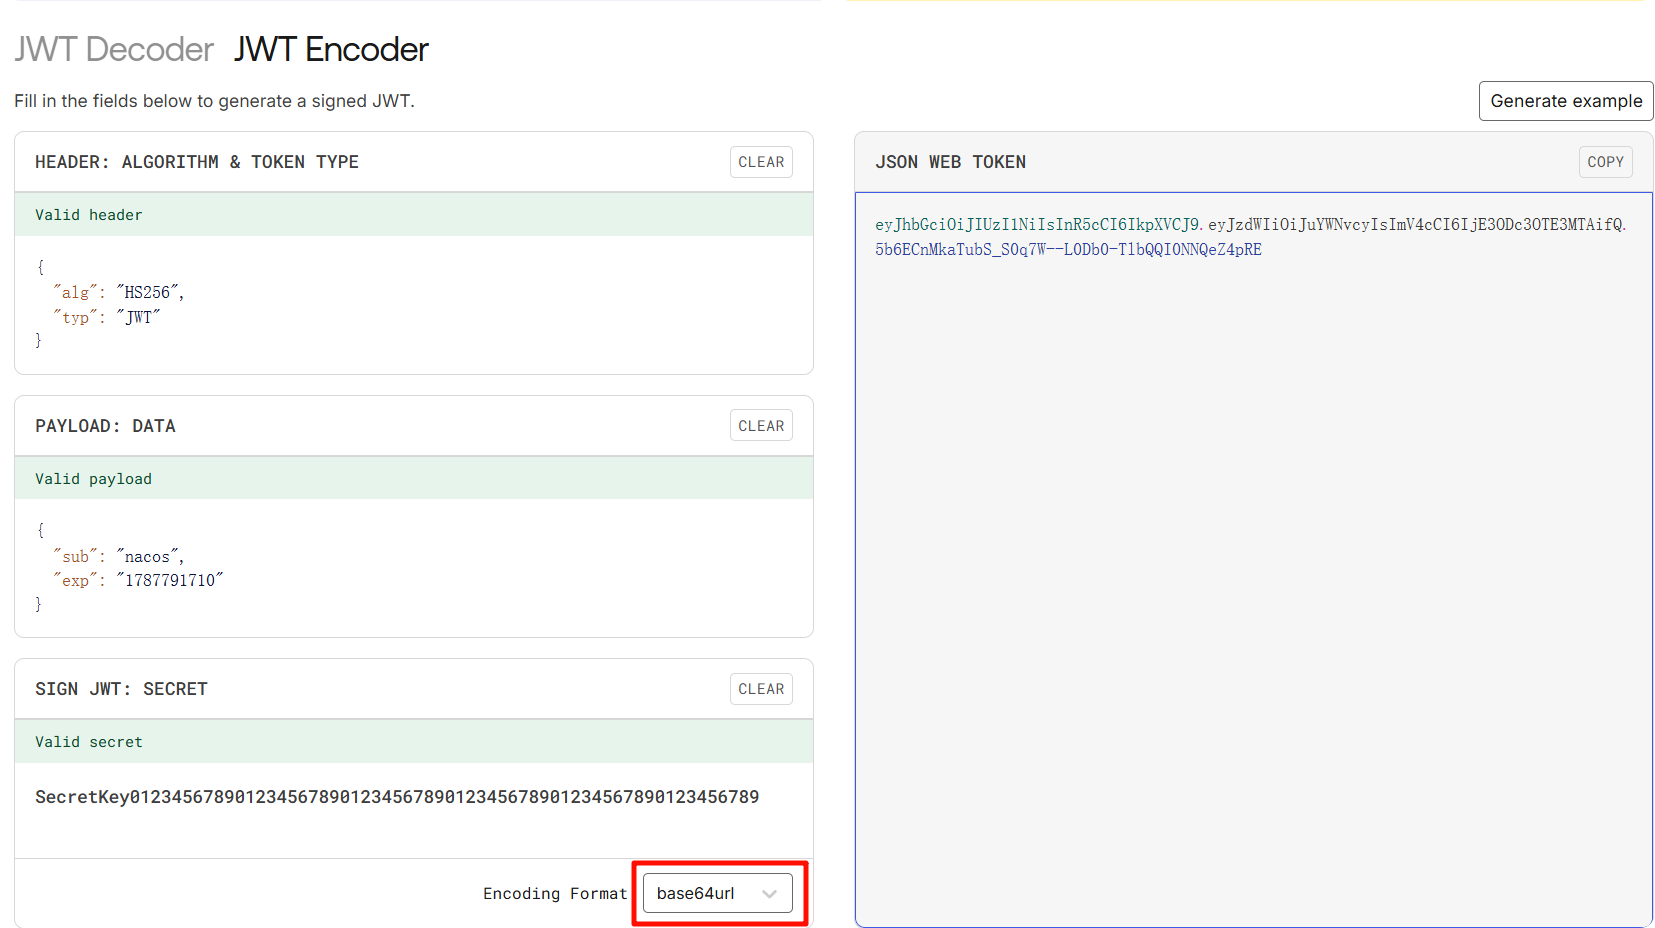 JWT Decoder JWT Encoder
Fill in the fields below to generate a signed JWT.
Generate example
HEADER: ALGORITHM & TOKEN TYPE
CLEAR
Valid header
{
"alg": "HS256",
"typ": "JWT"
}
PAYLOAD: DATA
CLEAR
Valid payload
{
"sub": "nacos",
"exp": "1787791710"
}
SIGN JWT: SECRET
CLEAR
Valid secret
SecretKey012345678901234567890123456789012345678901234567890123456789
Encoding Format
base64url
JSON WEB TOKEN
COPY
eyJhbGciOiJIUzI1NiIsInR5cCI6IkpXVCJ9.eyJzdWIiOiJuYWNvcyIsImV4cCI6IjE3ODc3OTE3MTAifQ.
5b6ECnMkaTubS_S0q7W--LODb0-TlbQQI0NNQeZ4pRE